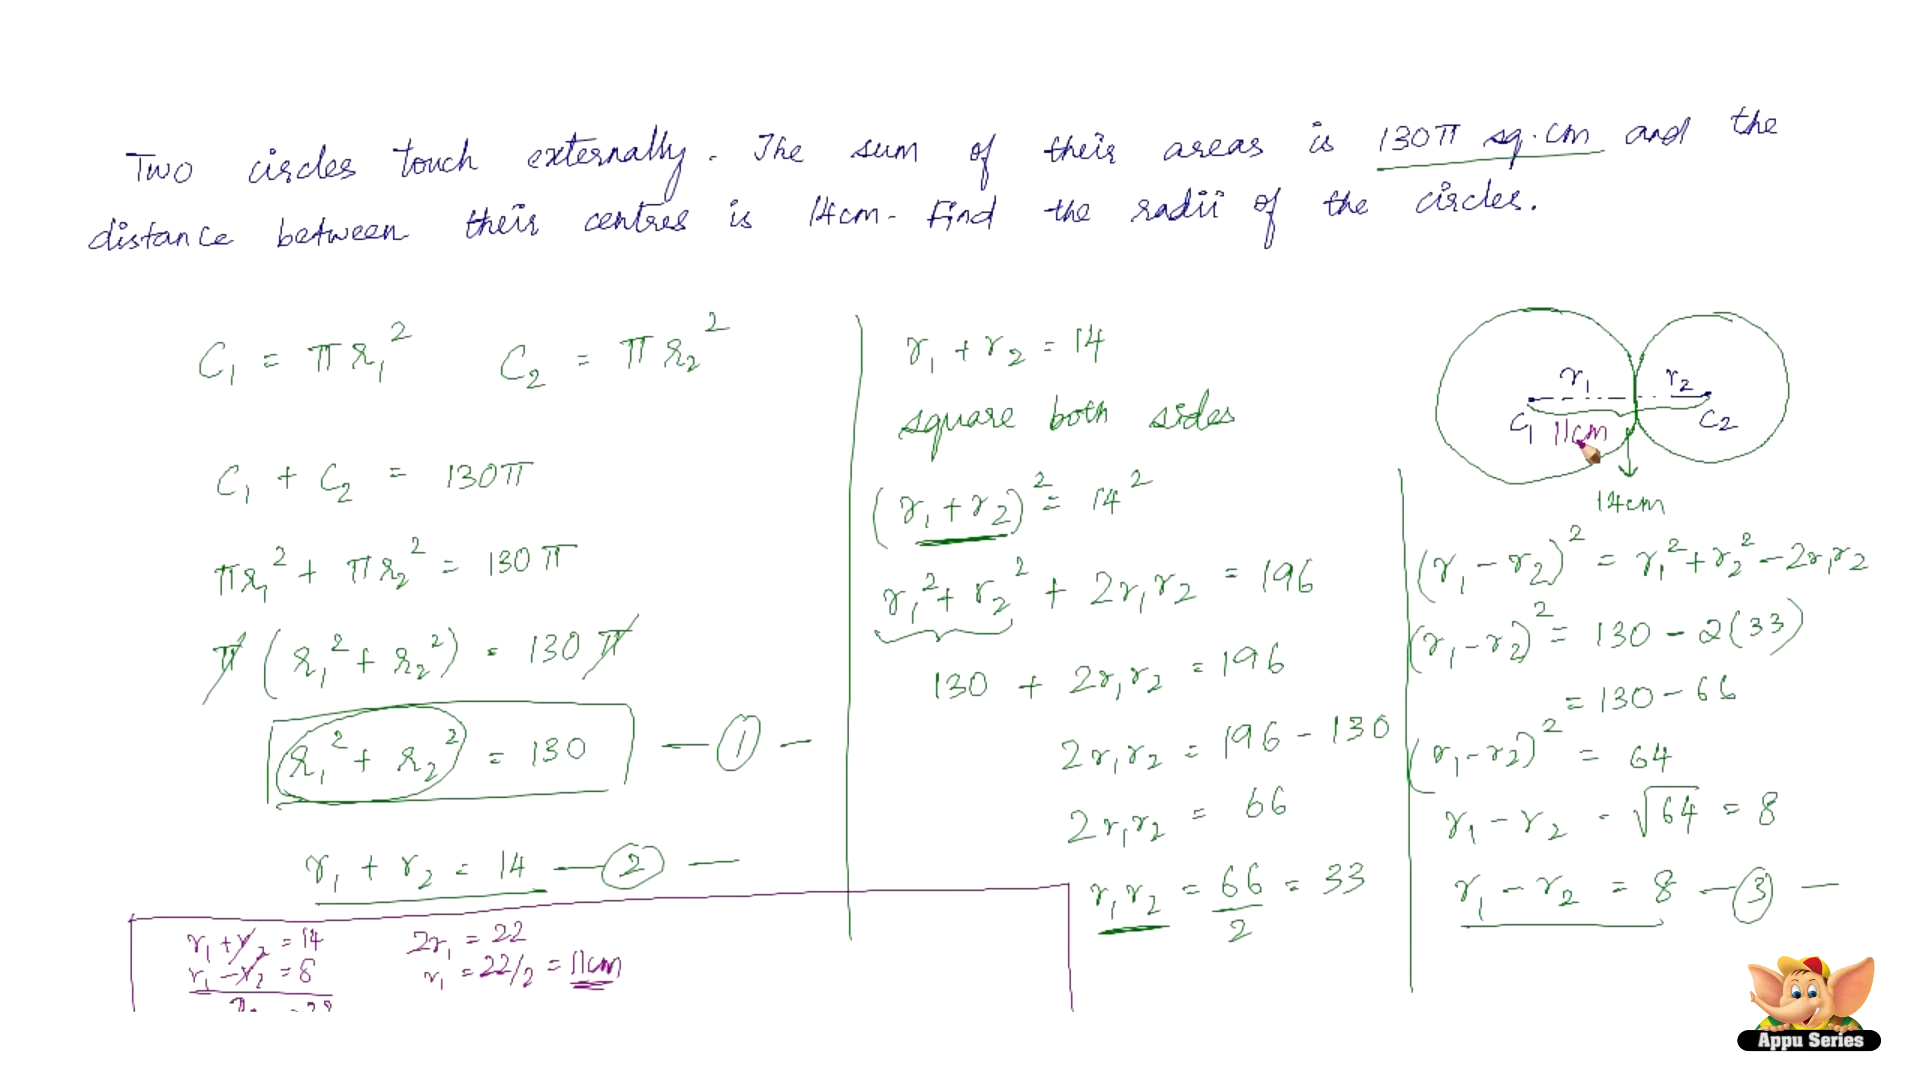 Two circles touch externally. The sum of their areas is 130π sq.cm and the
distance between their centres is 14cm. Find the radii of the circles.
C₁ = πr₁² C₂ = πr₂²
C₁ + C₂ = 130π
πr₁² + πr₂² = 130π
π(r₁² + r₂²) = 130π
r₁² + r₂² = 130 — ① —
r₁ + r₂ = 14 — ② —
r₁ + r₂ = 14
r₁ - r₂ = 8
2r₁ = 22
r₁ = 22/2 = 11cm
r₁ + r₂ = 14
square both sides
(r₁ + r₂)² = 14²
r₁² + r₂² + 2r₁r₂ = 196
130 + 2r₁r₂ = 196
2r₁r₂ = 196 - 130
2r₁r₂ = 66
r₁r₂ = 66/2 = 33
r₁ r₂
C₁ 11cm C₂
14cm
(r₁ - r₂)² = r₁² + r₂² - 2r₁r₂
(r₁ - r₂)² = 130 - 2(33)
= 130 - 66
(r₁ - r₂)² = 64
r₁ - r₂ = √64 = 8
r₁ - r₂ = 8 — ③ —
Appu Series